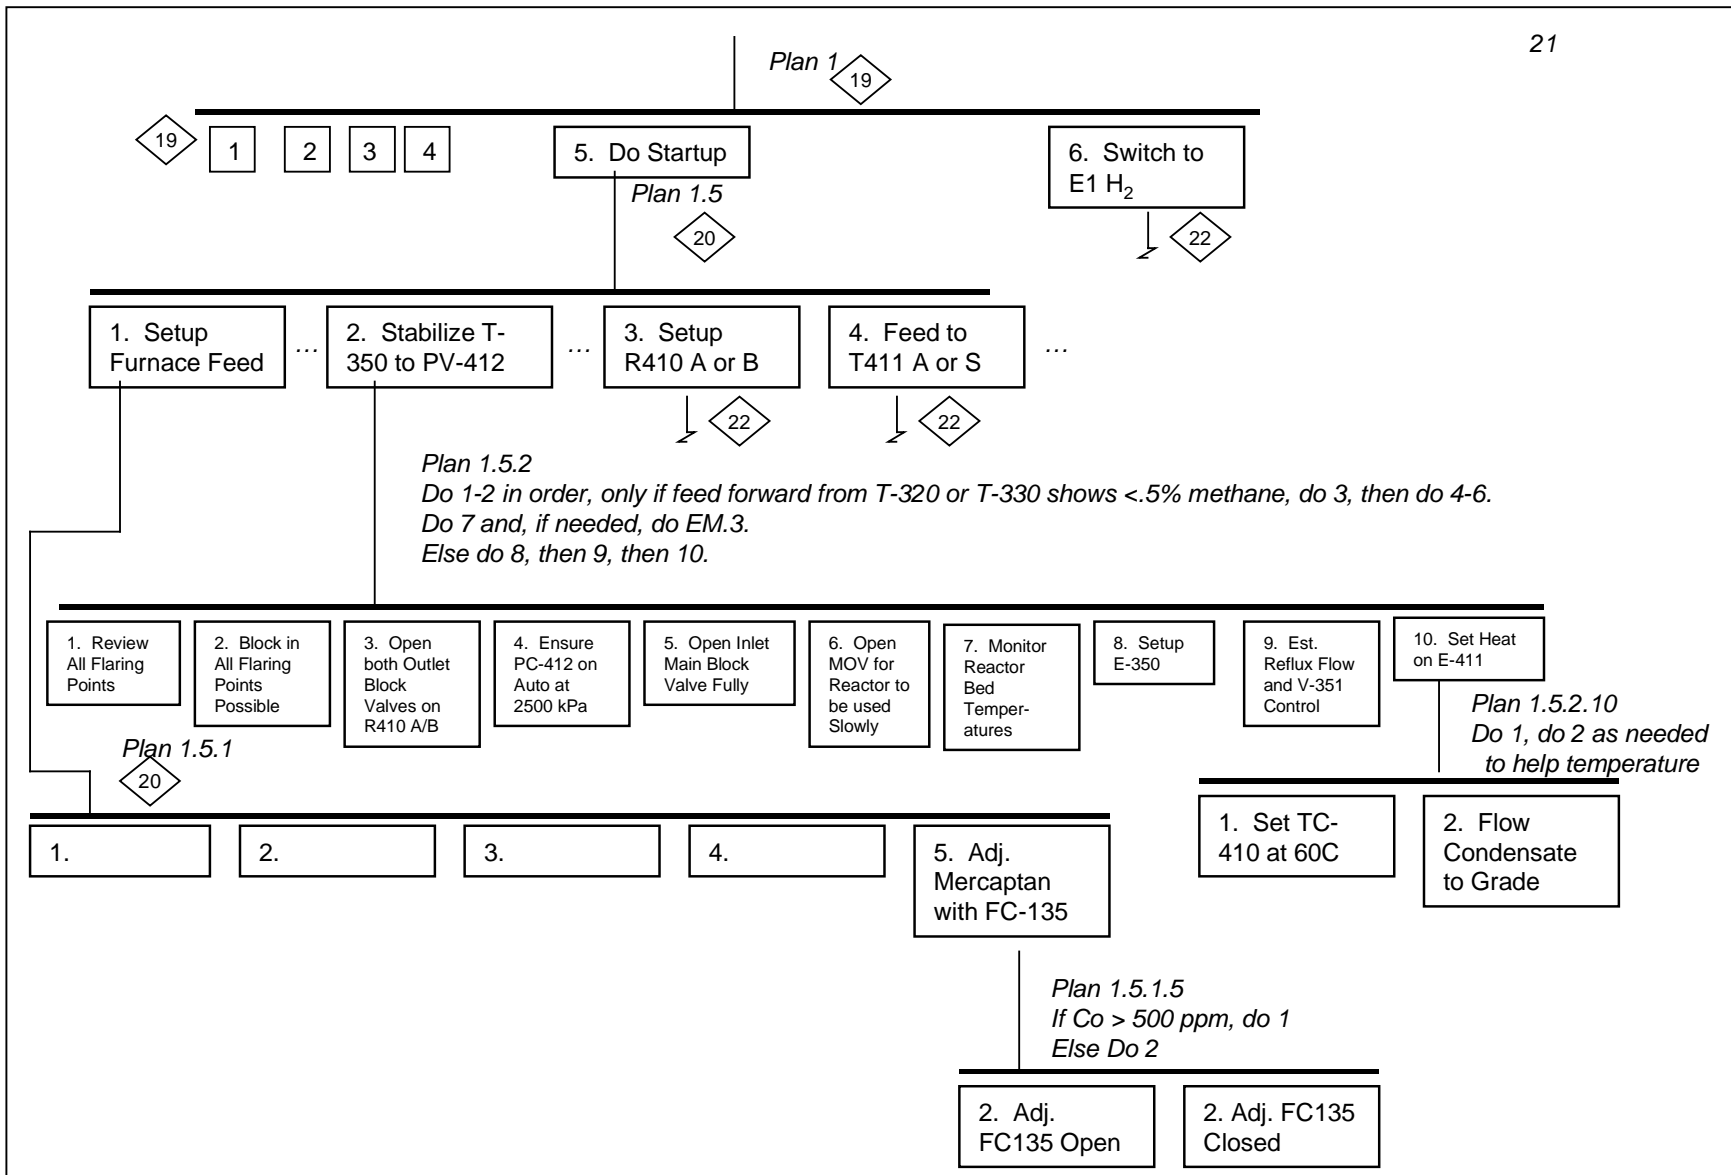 21
Plan 1
19
19
1
2
3
4
5. Do Startup
6. Switch to
E1 H2
Plan 1.5
20
22
1. Setup
Furnace Feed
...
2. Stabilize T-
350 to PV-412
...
3. Setup
R410 A or B
4. Feed to
T411 A or S
...
22
22
Plan 1.5.2
Do 1-2 in order, only if feed forward from T-320 or T-330 shows <.5% methane, do 3, then do 4-6.
Do 7 and, if needed, do EM.3.
Else do 8, then 9, then 10.
1. Review
All Flaring
Points
2. Block in
All Flaring
Points
Possible
3. Open
both Outlet
Block
Valves on
R410 A/B
4. Ensure
PC-412 on
Auto at
2500 kPa
5. Open Inlet
Main Block
Valve Fully
6. Open
MOV for
Reactor to
be used
Slowly
7. Monitor
Reactor
Bed
Temper-
atures
8. Setup
E-350
9. Est.
Reflux Flow
and V-351
Control
10. Set Heat
on E-411
Plan 1.5.2.10
Do 1, do 2 as needed
to help temperature
1. Set TC-
410 at 60C
2. Flow
Condensate
to Grade
Plan 1.5.1
20
1.
2.
3.
4.
5. Adj.
Mercaptan
with FC-135
Plan 1.5.1.5
If Co > 500 ppm, do 1
Else Do 2
2. Adj.
FC135 Open
2. Adj. FC135
Closed